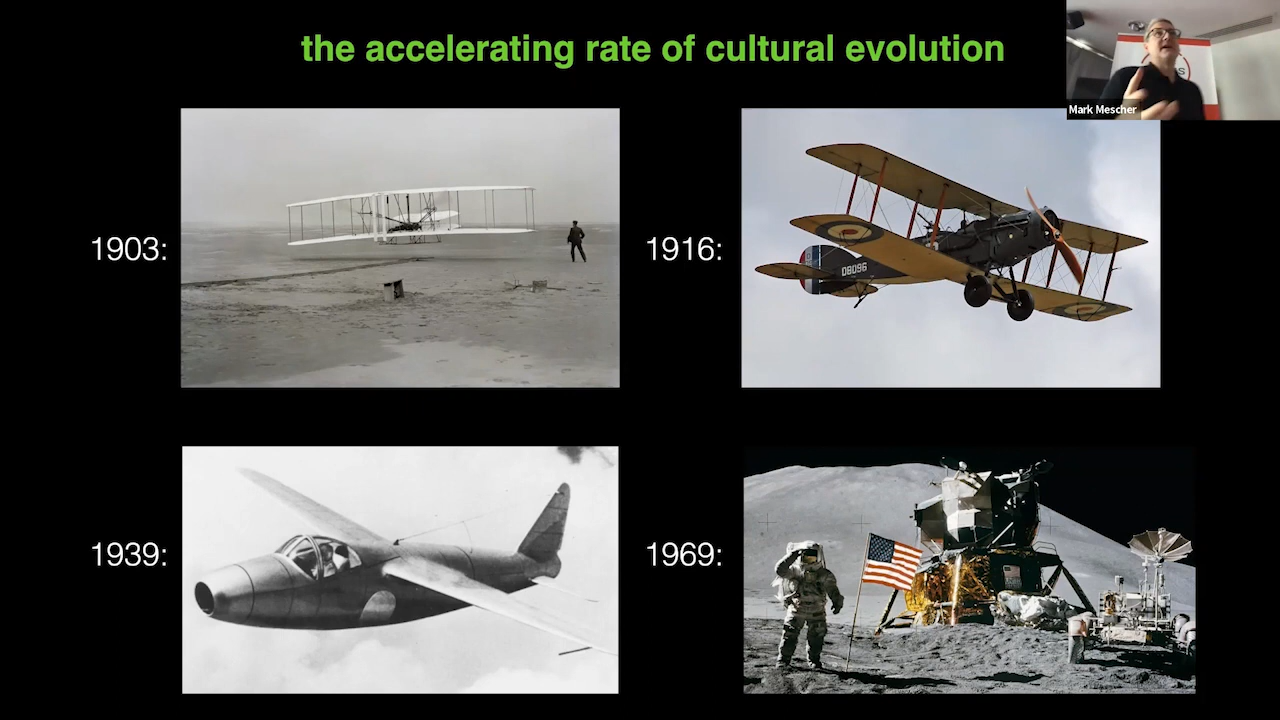 the accelerating rate of cultural evolution
Mark Mescher
1903:
1916:
D8096
1939:
1969: